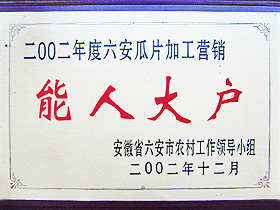 二00二年度六安瓜片加工营销
能人大户
安徽省六安市农村工作领导小组
二00二年十二月